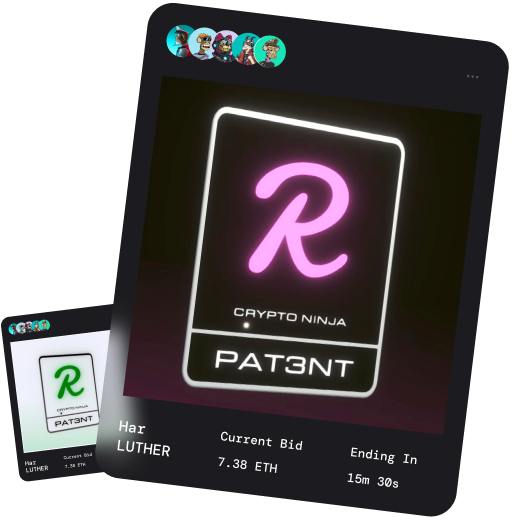 R
CRYPTO NINJA
PAT3NT
Har
LUTHER
Current Bid
7.38 ETH
Ending In
15m 30s
R
CRYPTO NINJA
PAT3NT
Har
LUTHER
Current Bid
7.38 ETH